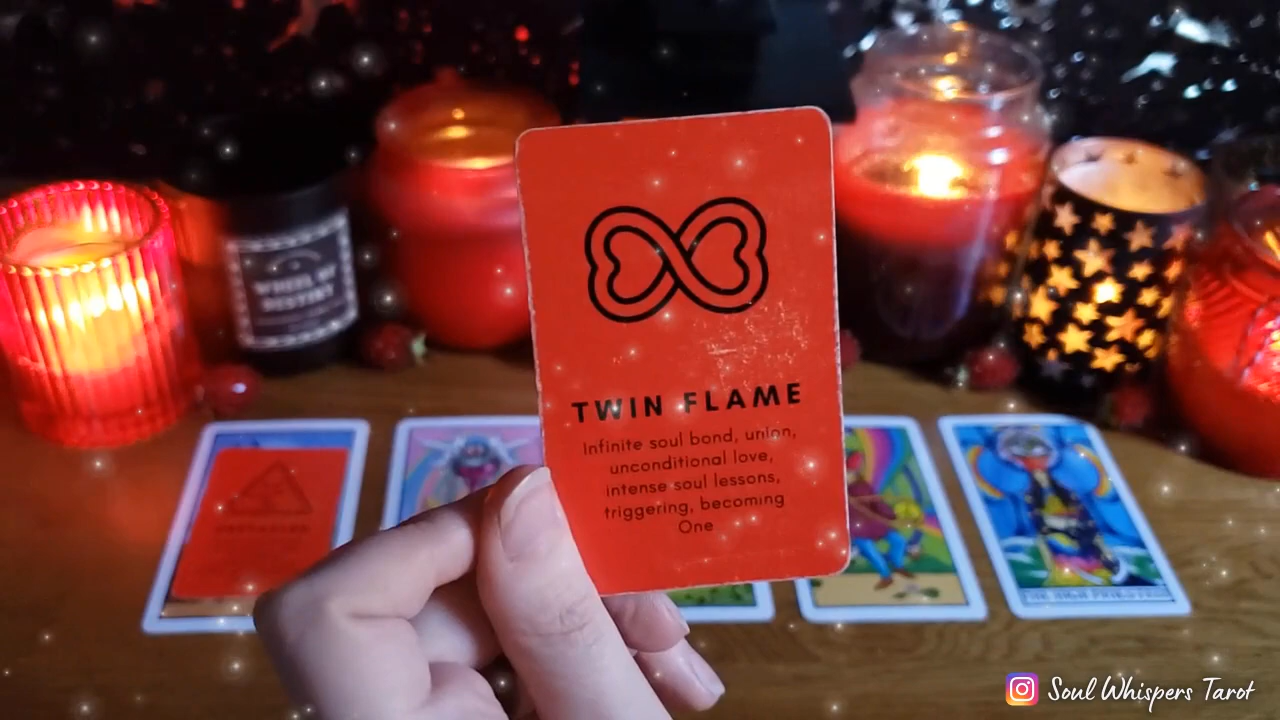 WHEEL OF
DESTINY
TWIN FLAME
Infinite soul bond, union,
unconditional love,
intense soul lessons,
triggering, becoming
One
THE HIGH PRIESTESS
Soul Whispers Tarot